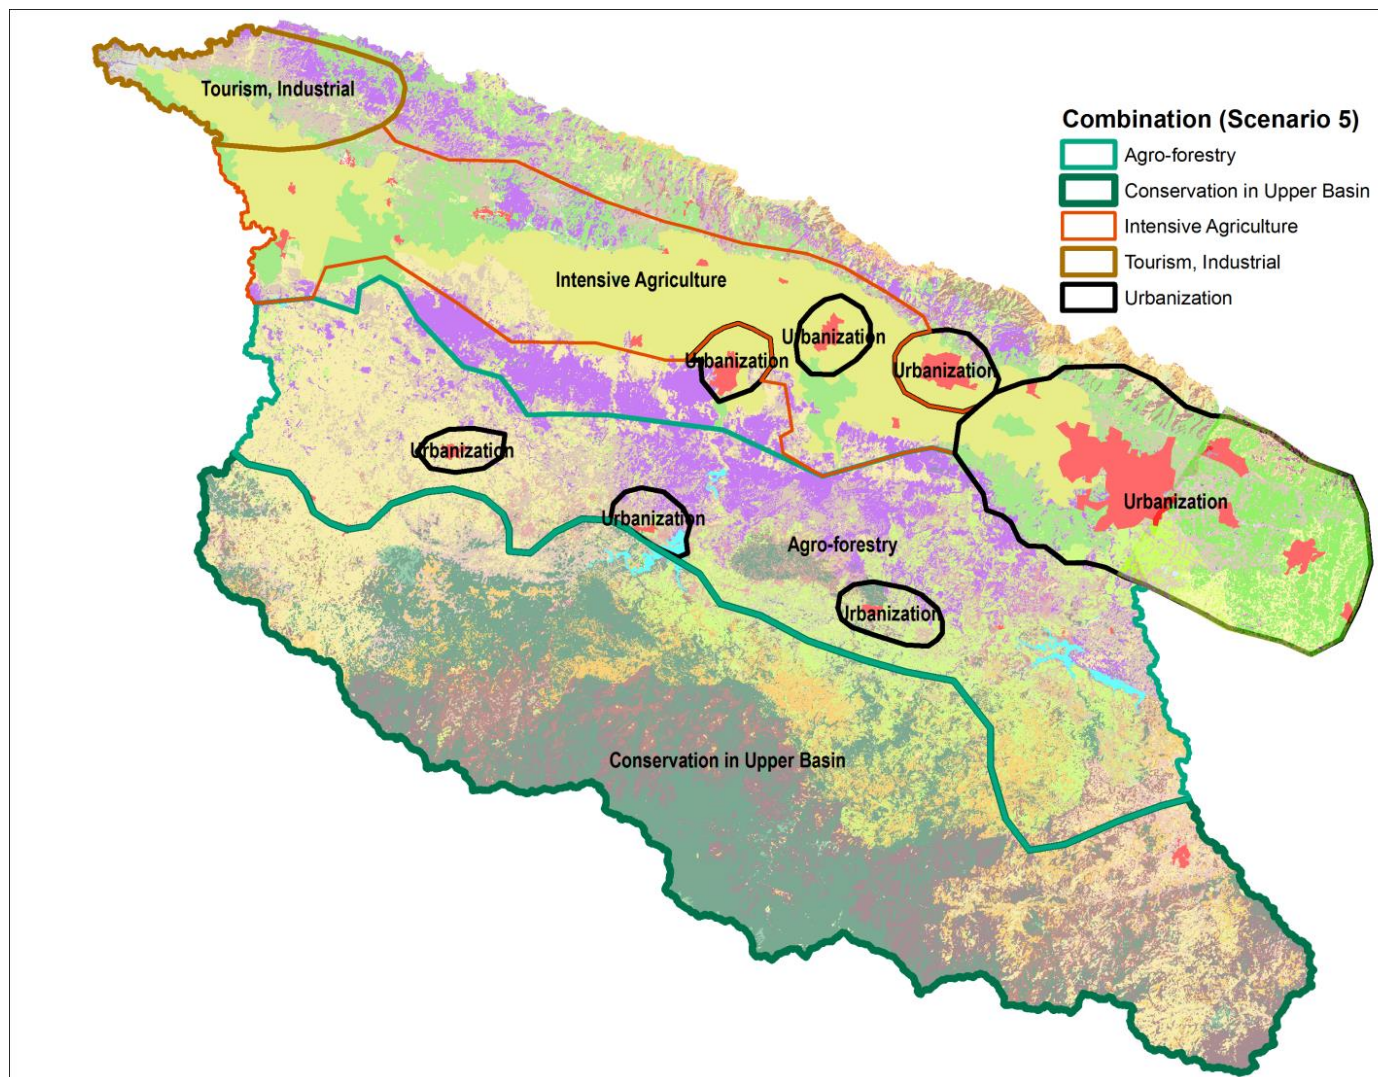 Tourism, Industrial
Combination (Scenario 5)
Agro-forestry
Conservation in Upper Basin
Intensive Agriculture
Tourism, Industrial
Urbanization
Intensive Agriculture
Urbanization
Urbanization
Urbanization
Urbanization
Urbanization
Urbanization
Agro-forestry
Urbanization
Conservation in Upper Basin